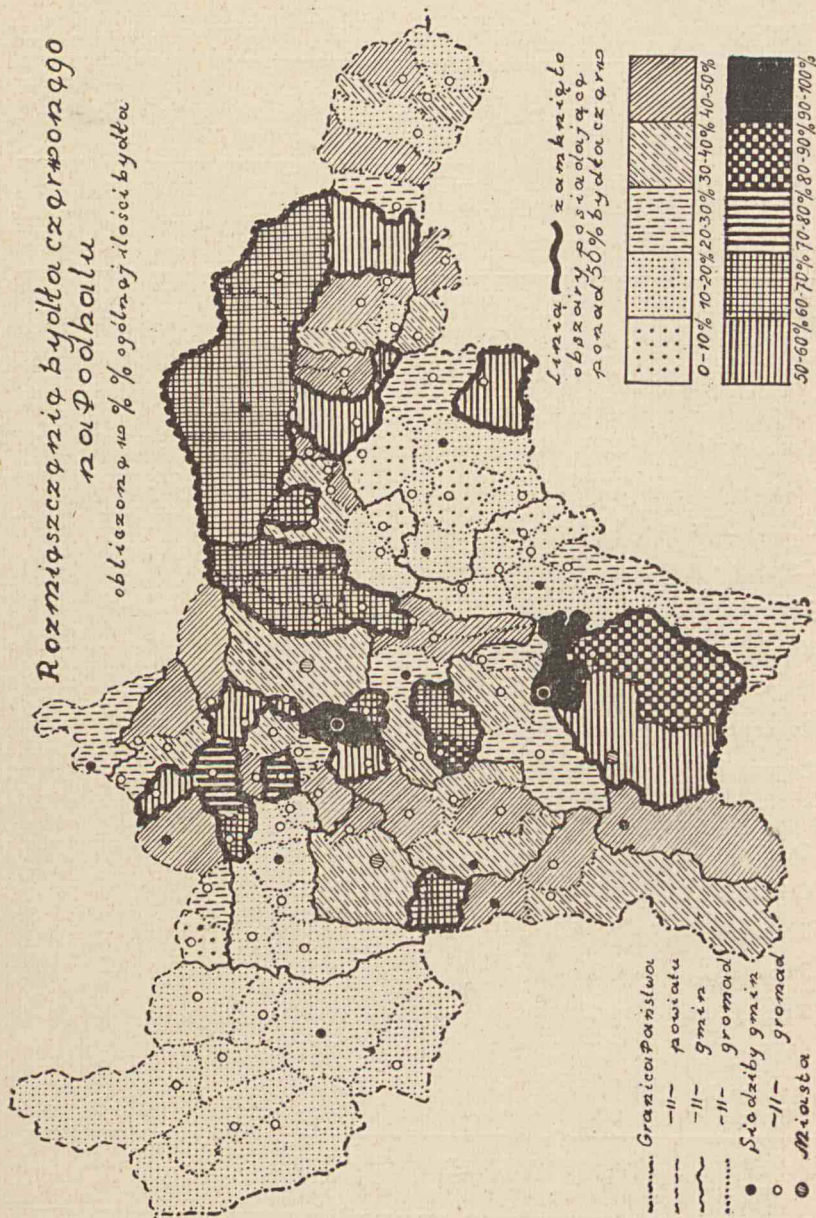 Rozmieszczenie bydła czerwonego
na Podhalu
obliczone w % % ogólnej ilości bydła
Linią zamknięto
obszary posiadające
ponad 50% bydła czerw
0-10% 10-20% 20-30% 30-40% 40-50%
50-60% 60-70% 70-80% 80-90% 90-100%
Granica Państwa
-"- powiatu
-"- gmin
-"- gromad
Siedziby gmin
-"- gromad
Miasta